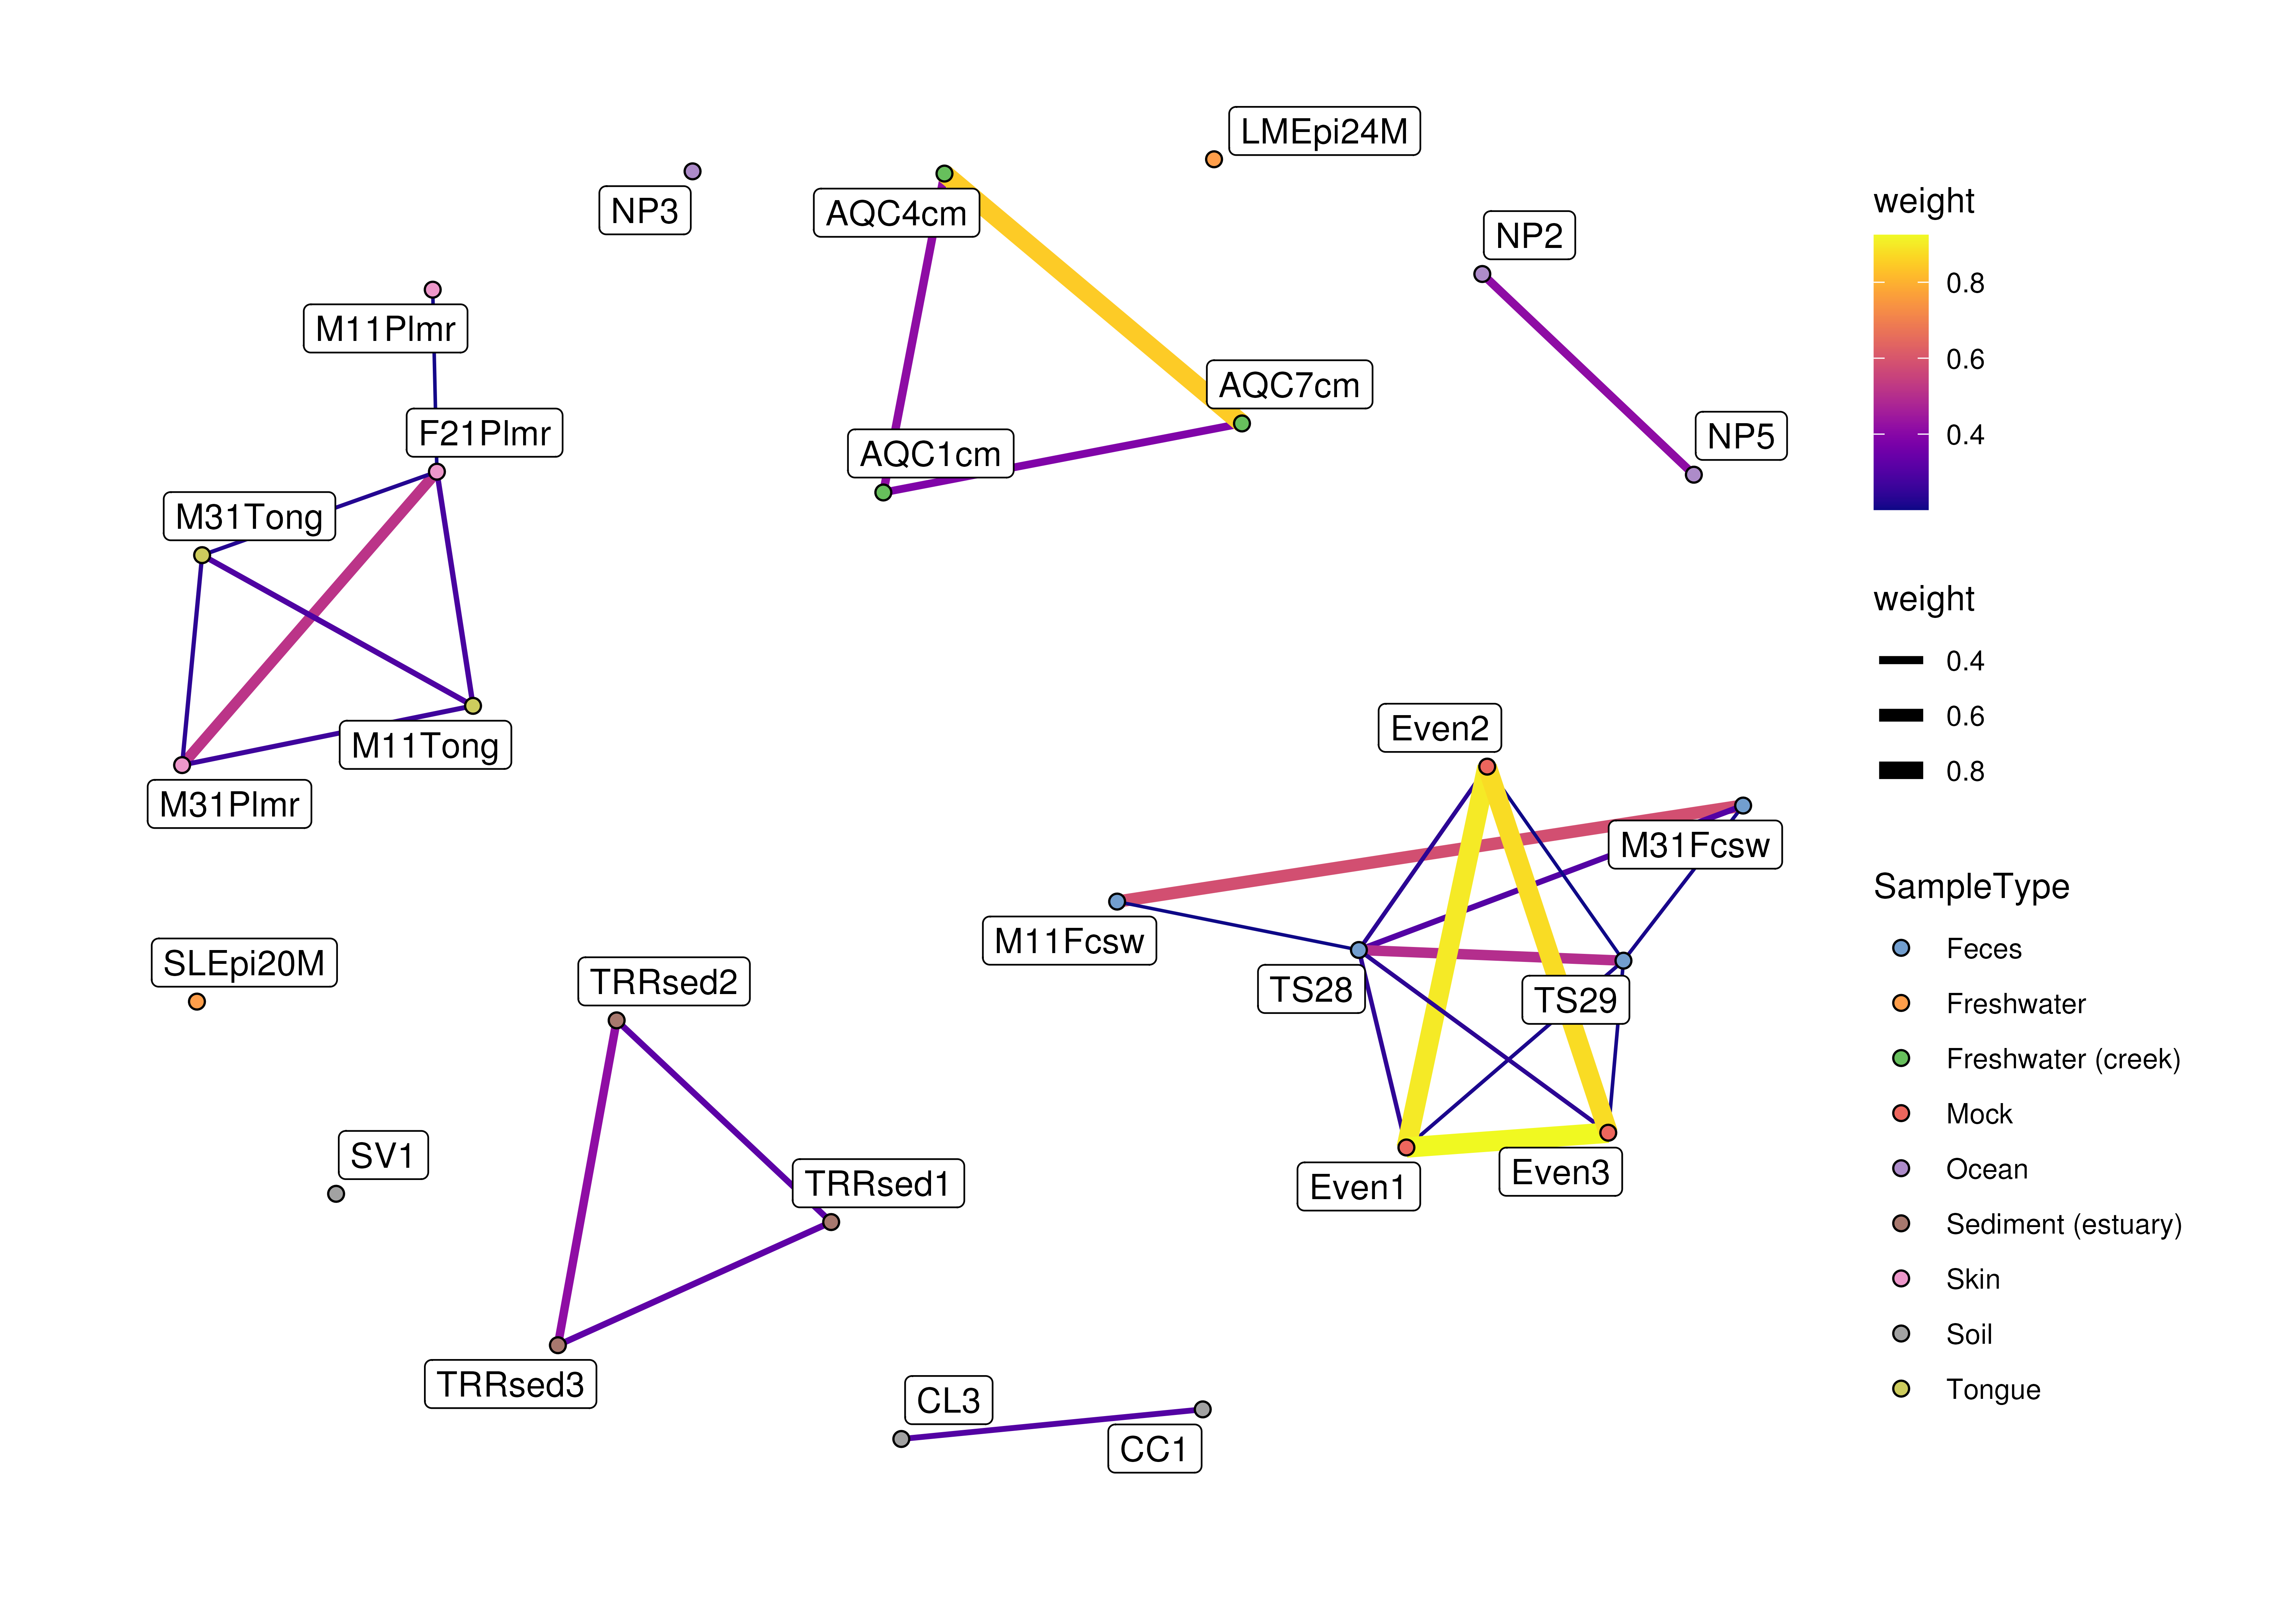 LMEpi24M
NP3
AQC4cm
NP2
M11Plmr
AQC7cm
F21Plmr
NP5
AQC1cm
M31Tong
Even2
M11Tong
M31Plmr
M31Fcsw
M11Fcsw
SLEpi20M
TRRsed2
TS28
TS29
SV1
TRRsed1
Even1
Even3
TRRsed3
CL3
CC1
weight
0.8
0.6
0.4
weight
0.4
0.6
0.8
SampleType
Feces
Freshwater
Freshwater (creek)
Mock
Ocean
Sediment (estuary)
Skin
Soil
Tongue